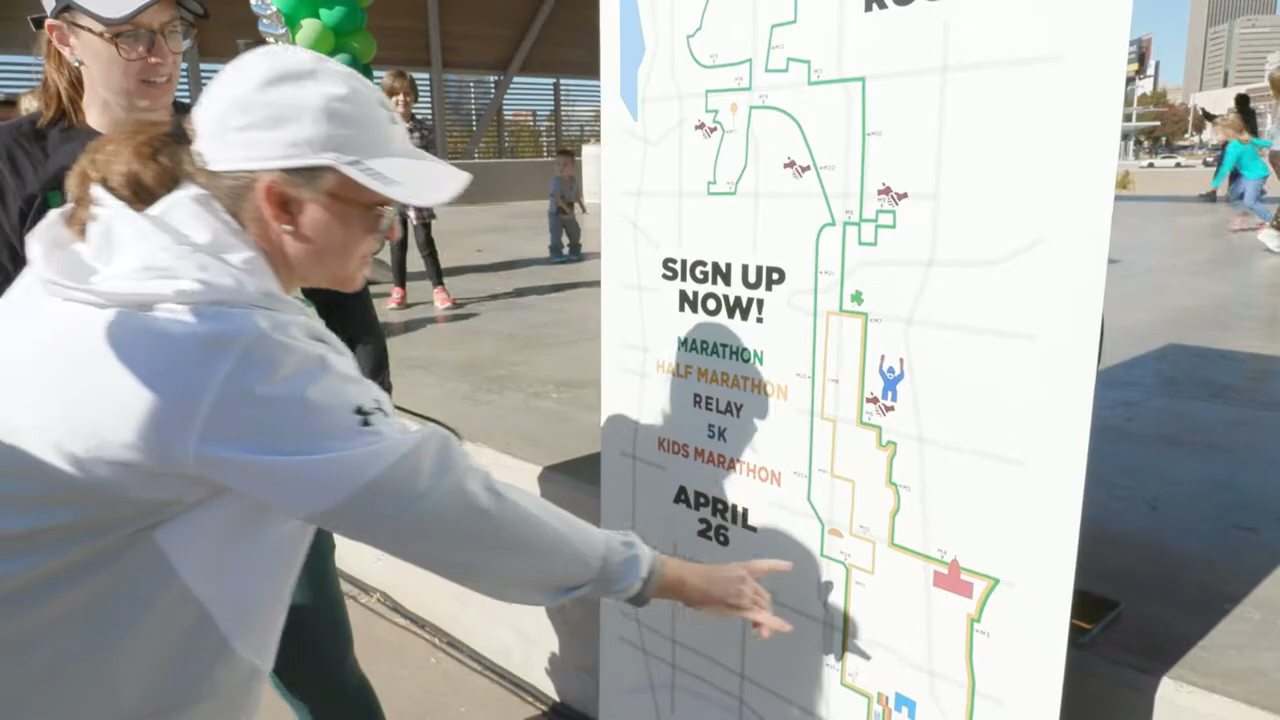 SIGN UP
NOW!
MARATHON
HALF MARATHON
RELAY
5K
KIDS MARATHON
APRIL
26